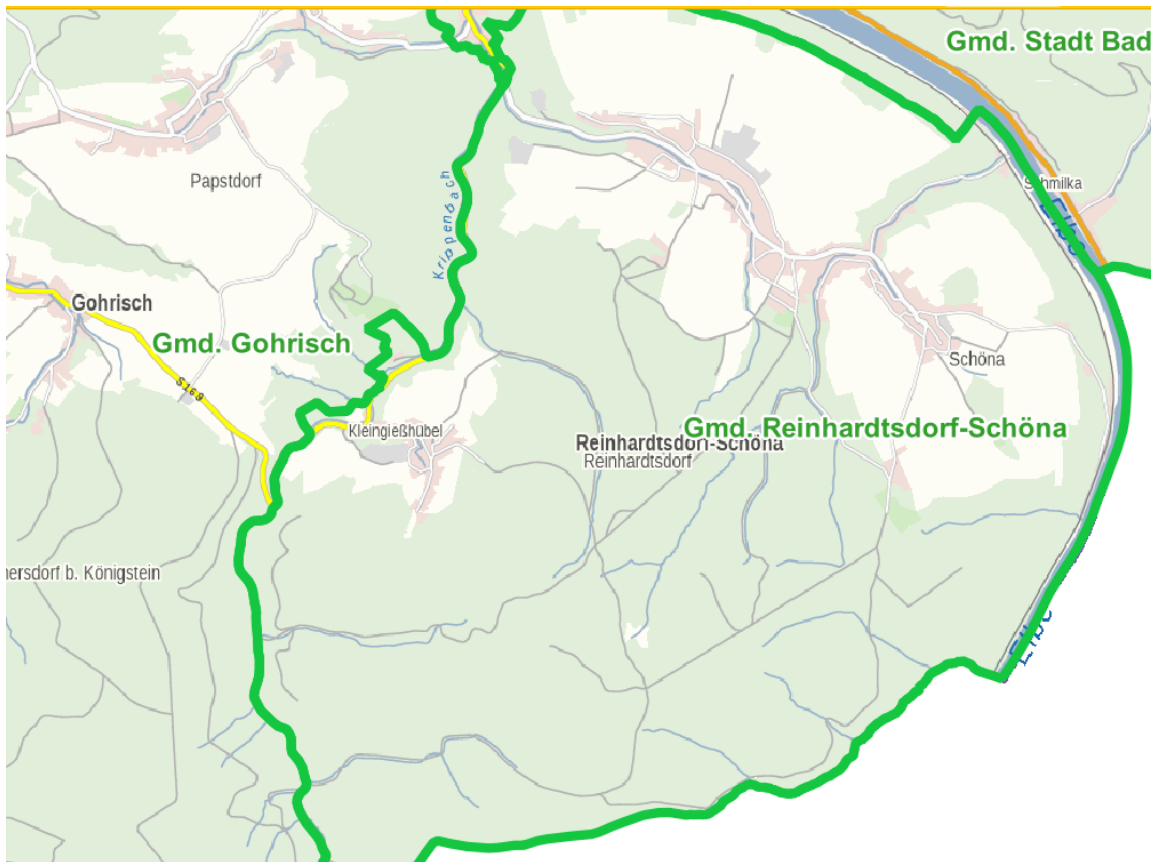 Gmd. Stadt Bad
Papstdorf
Krippenbach
Schmilka
Elbe
Gohrisch
Gmd. Gohrisch
S169
Schöna
Kleingießhübel
Gmd. Reinhardtsdorf-Schöna
Reinhardtsdorf-Schöna
Reinhardtsdorf
nersdorf b. Königstein
Elbe